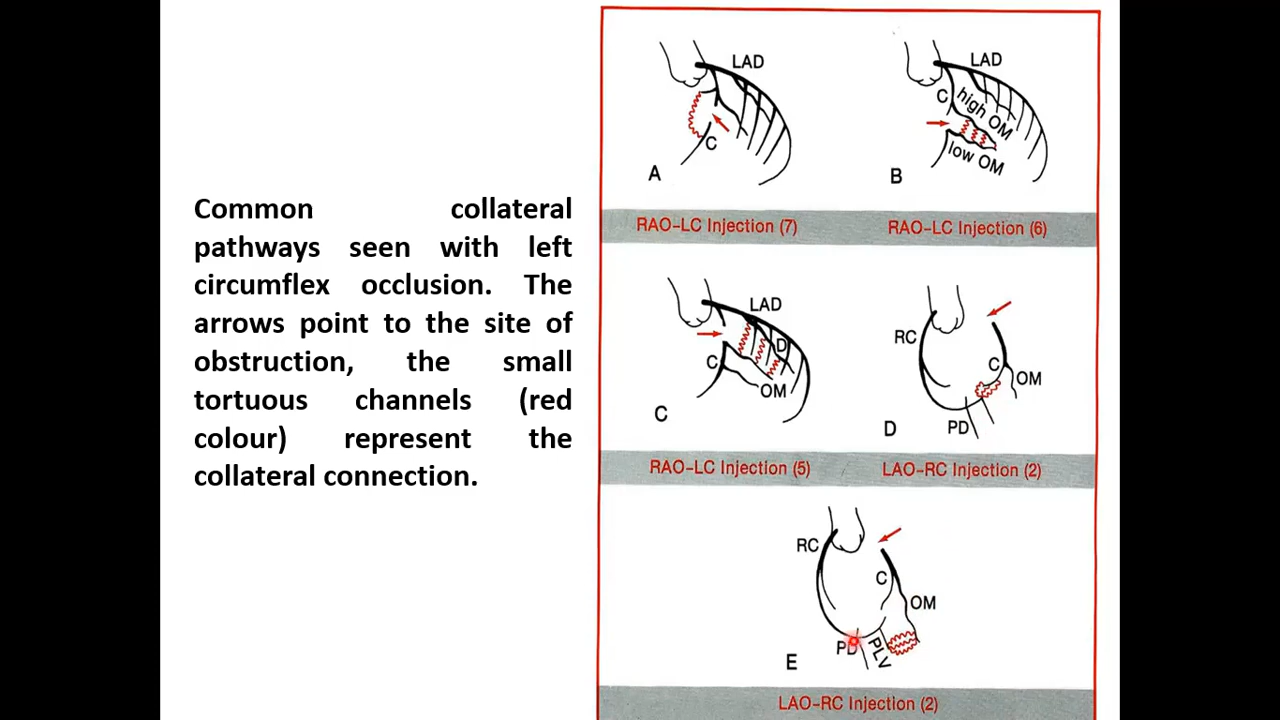 Common collateral
pathways seen with left
circumflex occlusion. The
arrows point to the site of
obstruction, the small
tortuous channels (red
colour) represent the
collateral connection.
LAD
C
A
RAO-LC Injection (7)
LAD
C
high OM
low OM
B
RAO-LC Injection (6)
LAD
D
C
OM
C
RAO-LC Injection (5)
RC
C
OM
PD
D
LAO-RC Injection (2)
RC
C
OM
PD
PLV
E
LAO-RC Injection (2)